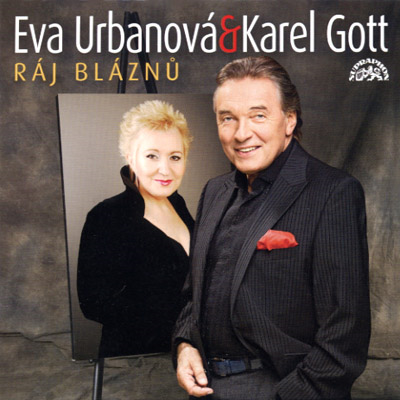 Eva Urbanová & Karel Gott
RÁJ BLÁZNŮ
SUPRAPHON